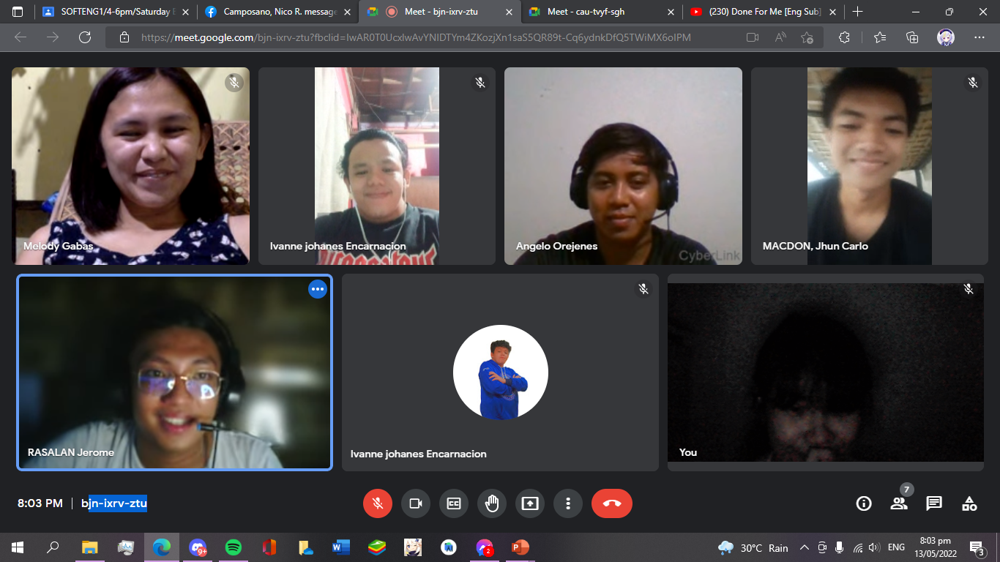 SOFTENG1/4-6pm/Saturday
Camposano, Nico R. message
Meet - bjn-ixrv-ztu
Meet - cau-tvyf-sgh
(230) Done For Me [Eng Sub]
https://meet.google.com/bjn-ixrv-ztu?fbclid=IwAR0T0UcxlwAvYNIDTYm4ZKozjXn1saS5QR89t-Cq6ydnkDfQ5TWiMX6oIPM
Melody Gabas
Ivanne johanes Encarnacion
Angelo Orejenes
CyberLink
MACDON, Jhun Carlo
RASALAN Jerome
Ivanne johanes Encarnacion
You
8:03 PM | bjn-ixrv-ztu
7
9+
2
30°C Rain
ENG
8:03 pm
13/05/2022
3